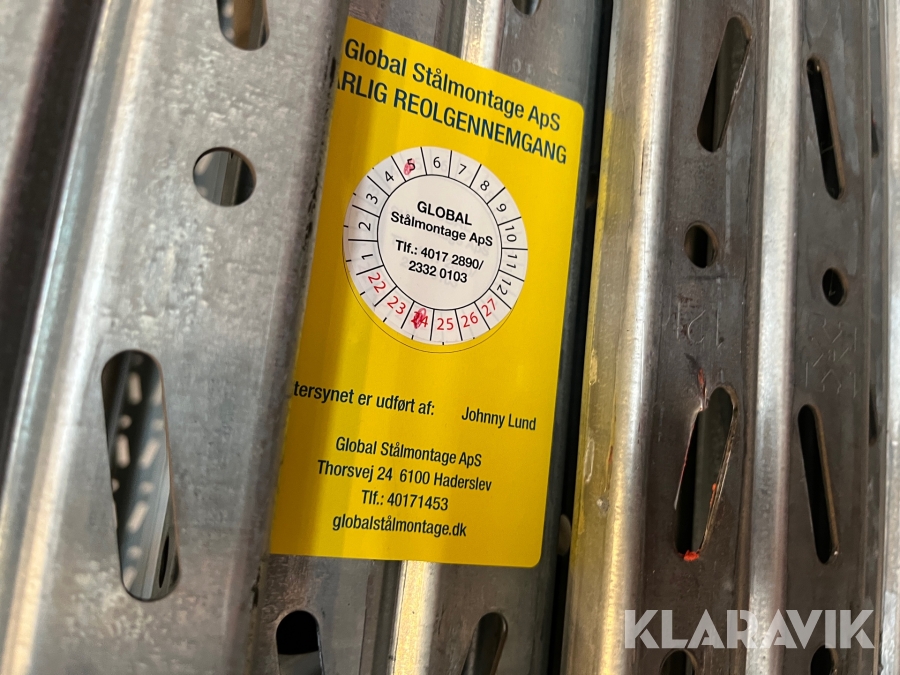 Global Stålmontage ApS
ÅRLIG REOLGENNEMGANG
1 2 3 4 5 6 7 8 9 10 11 12
22 23 24 25 26 27
GLOBAL
Stålmontage ApS
Tlf.: 4017 2890/
2332 0103
tersynet er udført af: Johnny Lund
Global Stålmontage ApS
Thorsvej 24 6100 Haderslev
Tlf.: 40171453
globalstålmontage.dk
KLARAVIK